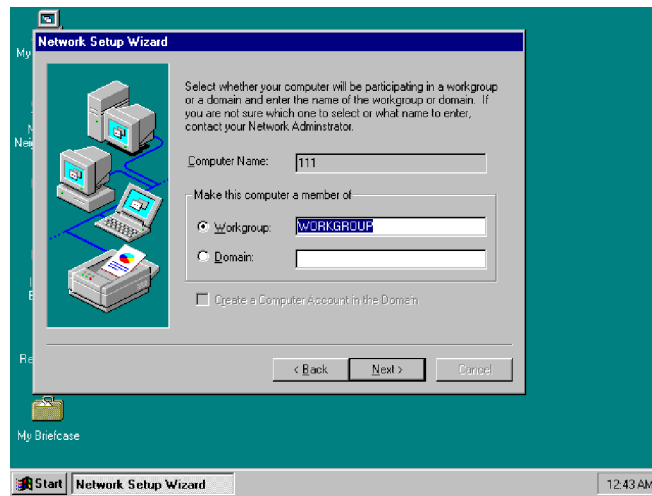 My
Network Setup Wizard
Select whether your computer will be participating in a workgroup
or a domain and enter the name of the workgroup or domain. If
you are not sure which one to select or what name to enter,
contact your Network Adminstrator.
Computer Name: 111
Make this computer a member of
Workgroup: WORKGROUP
Domain:
Create a Computer Account in the Domain
< Back Next > Cancel
My Briefcase
Start Network Setup Wizard 12:43 AM